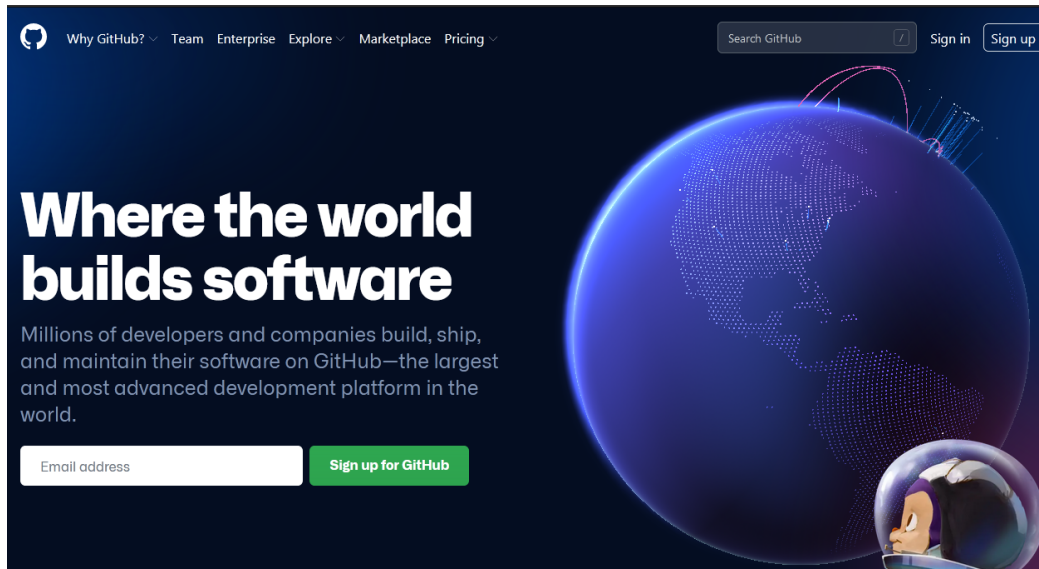 Why GitHub? Team Enterprise Explore Marketplace Pricing Search GitHub / Sign in Sign up
Where the world
builds software
Millions of developers and companies build, ship,
and maintain their software on GitHub—the largest
and most advanced development platform in the
world.
Email address Sign up for GitHub